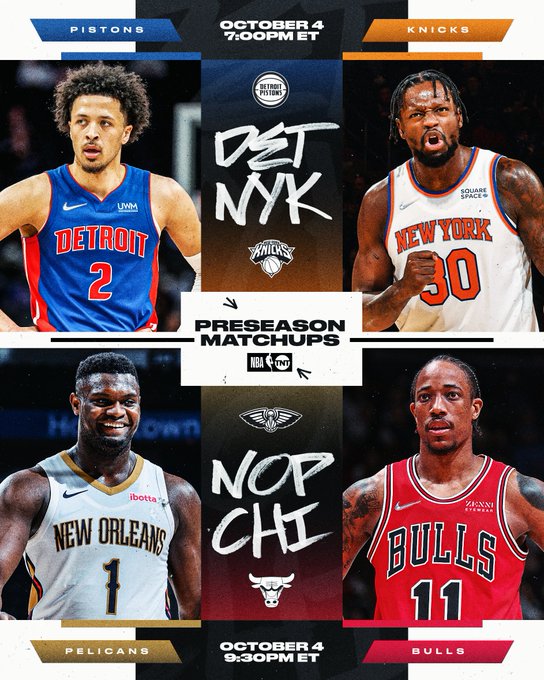 PISTONS
OCTOBER 4
7:00PM ET
KNICKS
DETROIT
PISTONS
DET
NYK
UWM
DETROIT
2
SQUARE
SPACE
NEW YORK
30
KNICKS
PRESEASON
MATCHUPS
NBA TNT
NOP
CHI
ibotta
NEW ORLEANS
1
ZENNI
EYEWEAR
BULLS
11
PELICANS
OCTOBER 4
9:30PM ET
BULLS